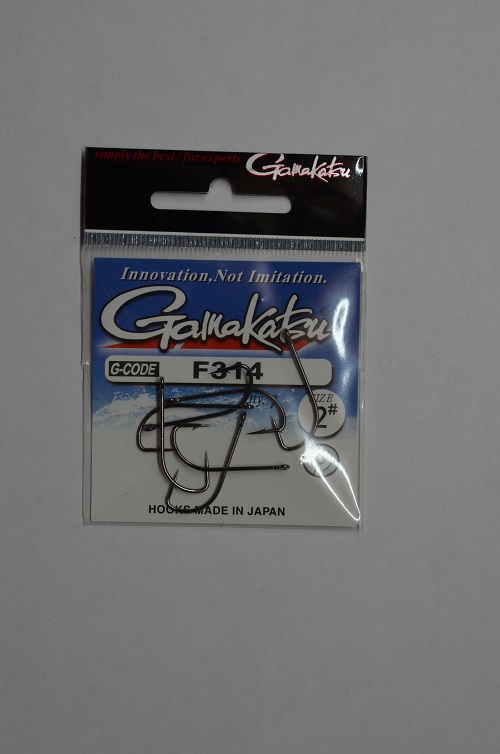 simply the best / for experts
Gamakatsu
Innovation, Not Imitation.
Gamakatsu
G-CODE
F314
SIZE
2#
HOOKS MADE IN JAPAN